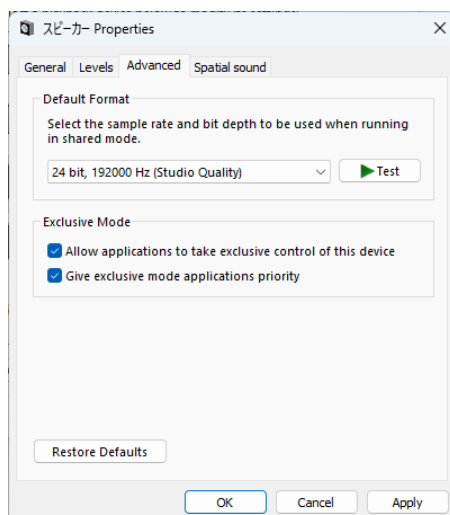 スピーカー Properties
General Levels Advanced Spatial sound
Default Format
Select the sample rate and bit depth to be used when running
in shared mode.
24 bit, 192000 Hz (Studio Quality)
Test
Exclusive Mode
Allow applications to take exclusive control of this device
Give exclusive mode applications priority
Restore Defaults
OK Cancel Apply